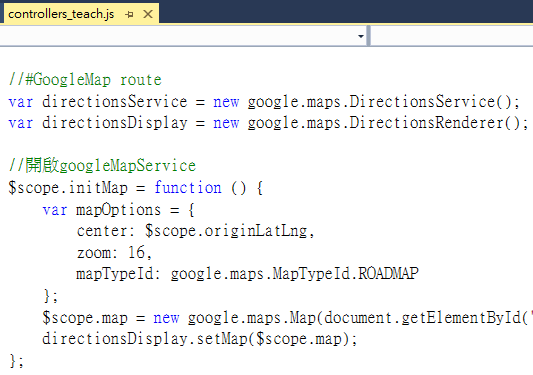 controllers_teach.js
//#GoogleMap route
var directionsService = new google.maps.DirectionsService();
var directionsDisplay = new google.maps.DirectionsRenderer();
//開啟googleMapService
$scope.initMap = function () {
var mapOptions = {
center: $scope.originLatLng,
zoom: 16,
mapTypeId: google.maps.MapTypeId.ROADMAP
};
$scope.map = new google.maps.Map(document.getElementById('
directionsDisplay.setMap($scope.map);
};